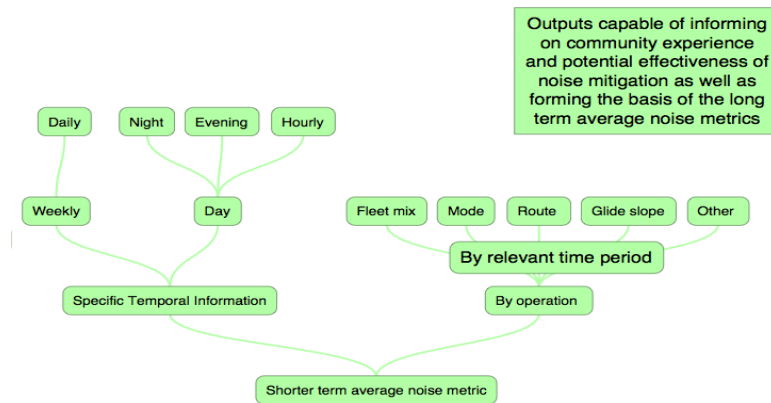 Outputs capable of informing
on community experience
and potential effectiveness of
noise mitigation as well as
forming the basis of the long
term average noise metrics
Daily
Night
Evening
Hourly
Weekly
Day
Fleet mix
Mode
Route
Glide slope
Other
By relevant time period
Specific Temporal Information
By operation
Shorter term average noise metric